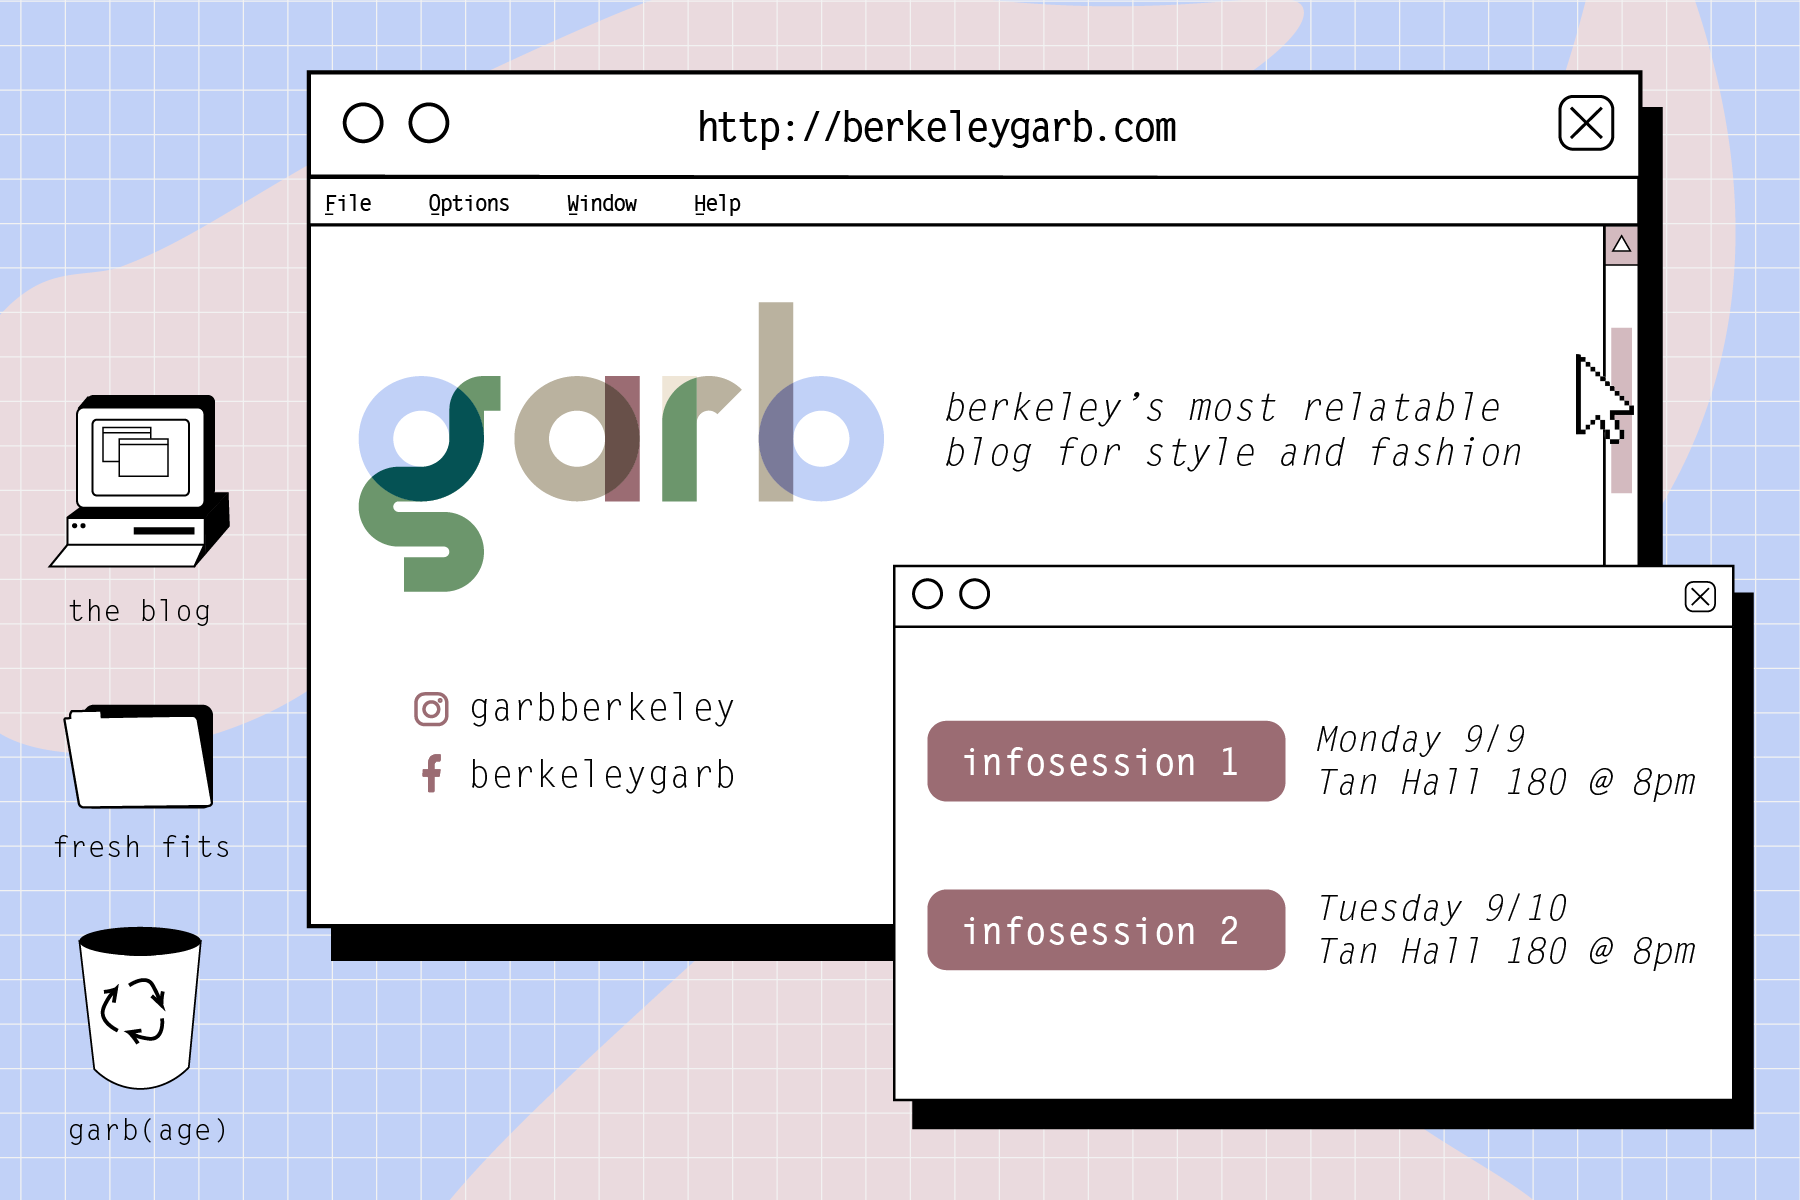 http://berkeleygarb.com
File Options Window Help
garb
berkeley's most relatable
blog for style and fashion
garbberkeley
berkeleygarb
infosession 1
Monday 9/9
Tan Hall 180 @ 8pm
infosession 2
Tuesday 9/10
Tan Hall 180 @ 8pm
the blog
fresh fits
garb(age)